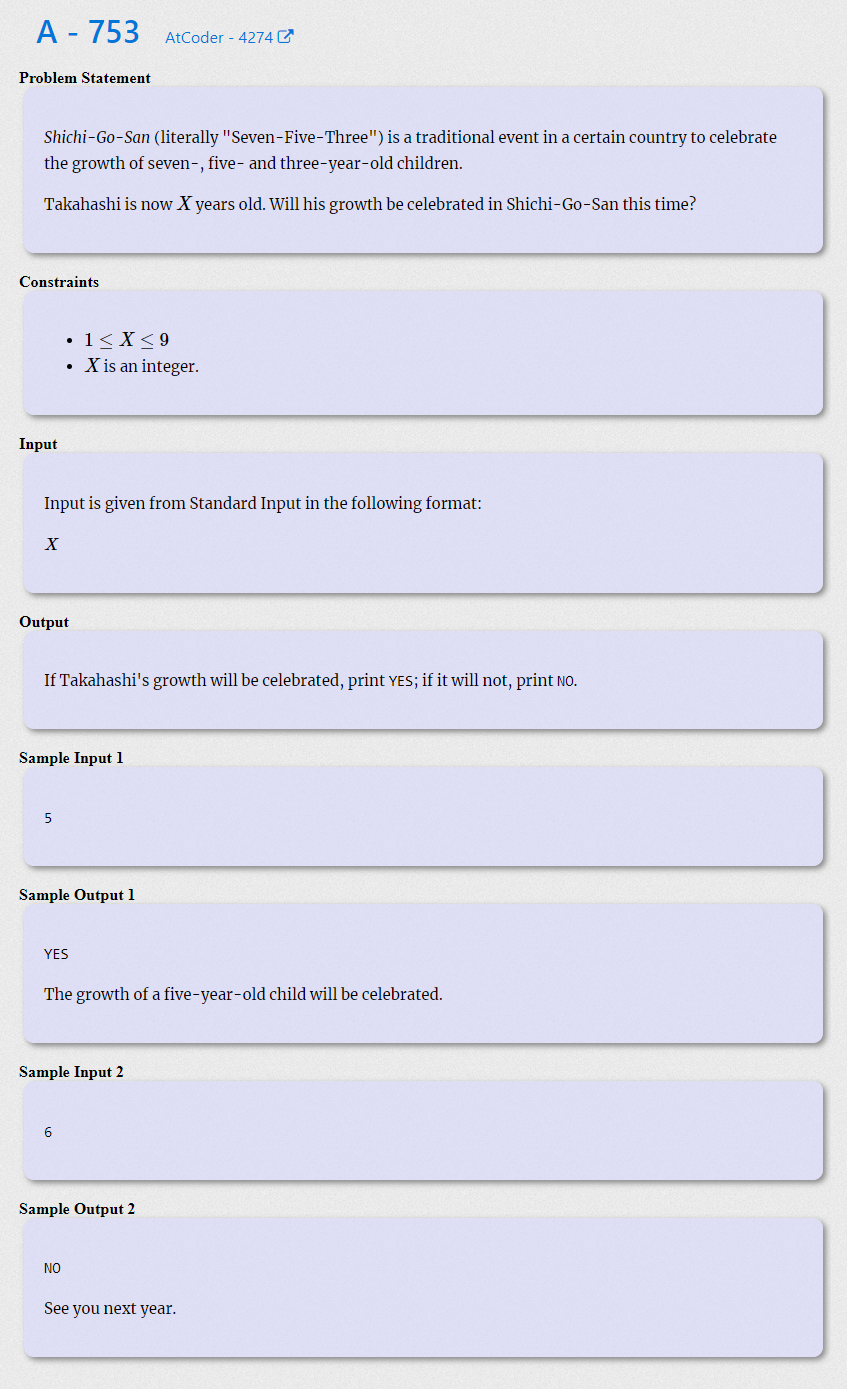 A - 753 AtCoder - 4274
Problem Statement
Shichi-Go-San (literally "Seven-Five-Three") is a traditional event in a certain country to celebrate
the growth of seven-, five- and three-year-old children.
Takahashi is now X years old. Will his growth be celebrated in Shichi-Go-San this time?
Constraints
• 1 ≤ X ≤ 9
• X is an integer.
Input
Input is given from Standard Input in the following format:
X
Output
If Takahashi's growth will be celebrated, print YES; if it will not, print NO.
Sample Input 1
5
Sample Output 1
YES
The growth of a five-year-old child will be celebrated.
Sample Input 2
6
Sample Output 2
NO
See you next year.